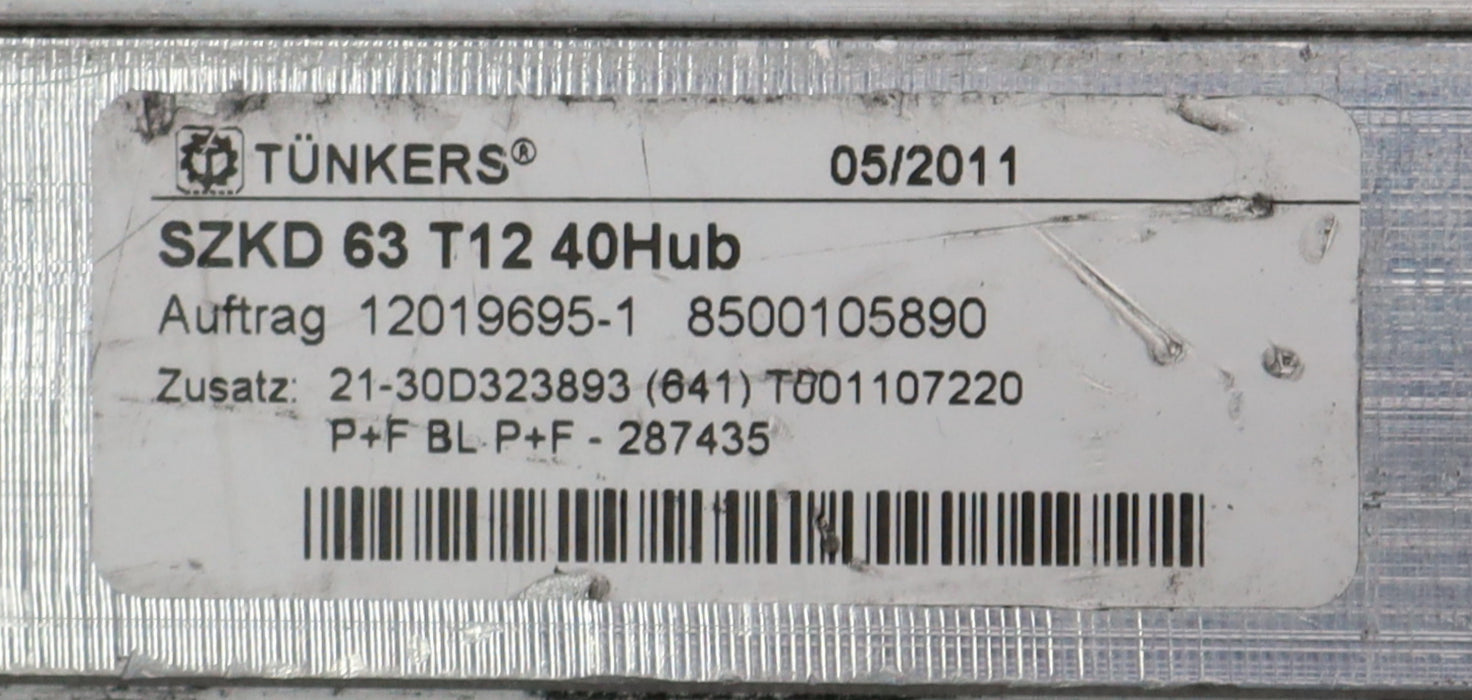 TÜNKERS® 05/2011
SZKD 63 T12 40Hub
Auftrag 12019695-1 8500105890
Zusatz: 21-30D323893 (641) T001107220
P+F BL P+F - 287435